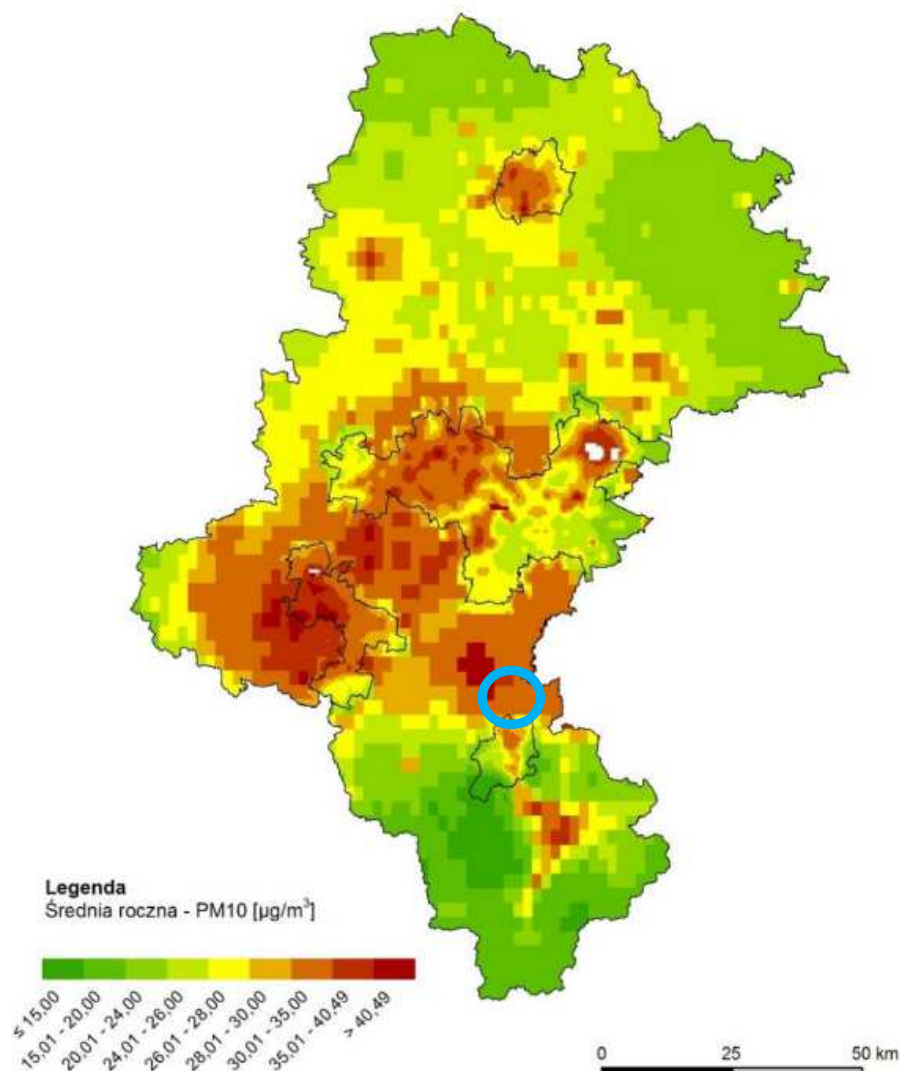 Legenda
Średnia roczna - PM10 [µg/m³]
≤ 15,00
15,01 - 20,00
20,01 - 24,00
24,01 - 26,00
26,01 - 28,00
28,01 - 30,00
30,01 - 35,00
35,01 - 40,49
> 40,49
0 25 50 km